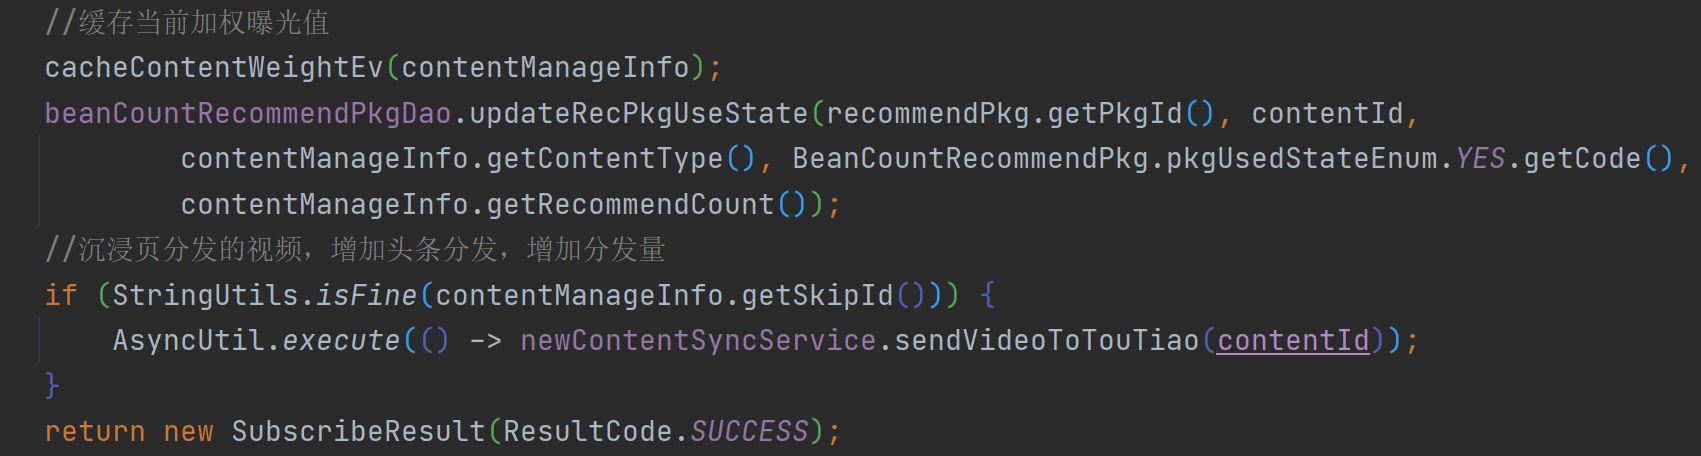 //缓存当前加权曝光值
cacheContentWeightEv(contentManageInfo);
beanCountRecommendPkgDao.updateRecPkgUseState(recommendPkg.getPkgId(), contentId,
        contentManageInfo.getContentType(), BeanCountRecommendPkg.pkgUsedStateEnum.YES.getCode(),
        contentManageInfo.getRecommendCount());
//沉浸页分发的视频，增加头条分发，增加分发量
if (StringUtils.isFine(contentManageInfo.getSkipId())) {
    AsyncUtil.execute(() -> newContentSyncService.sendVideoToTouTiao(contentId));
}
return new SubscribeResult(ResultCode.SUCCESS);